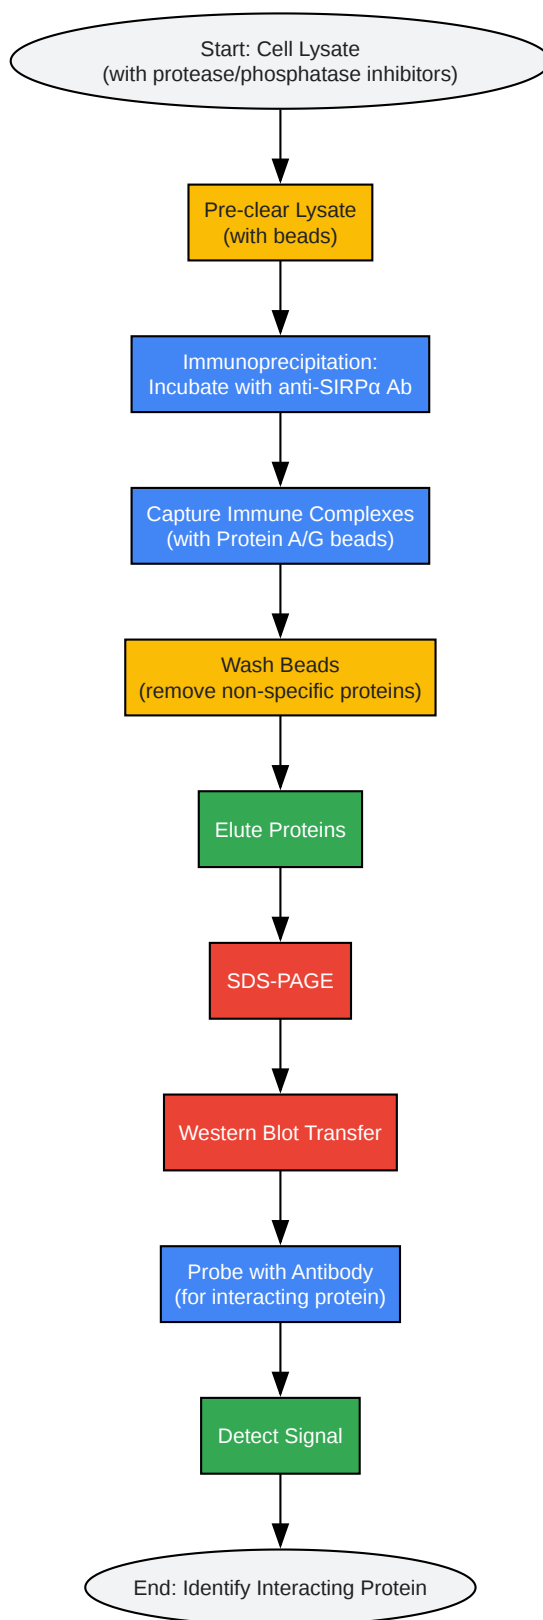 Start: Cell Lysate
(with protease/phosphatase inhibitors)
Pre-clear Lysate
(with beads)
Immunoprecipitation:
Incubate with anti-SIRPα Ab
Capture Immune Complexes
(with Protein A/G beads)
Wash Beads
(remove non-specific proteins)
Elute Proteins
SDS-PAGE
Western Blot Transfer
Probe with Antibody
(for interacting protein)
Detect Signal
End: Identify Interacting Protein